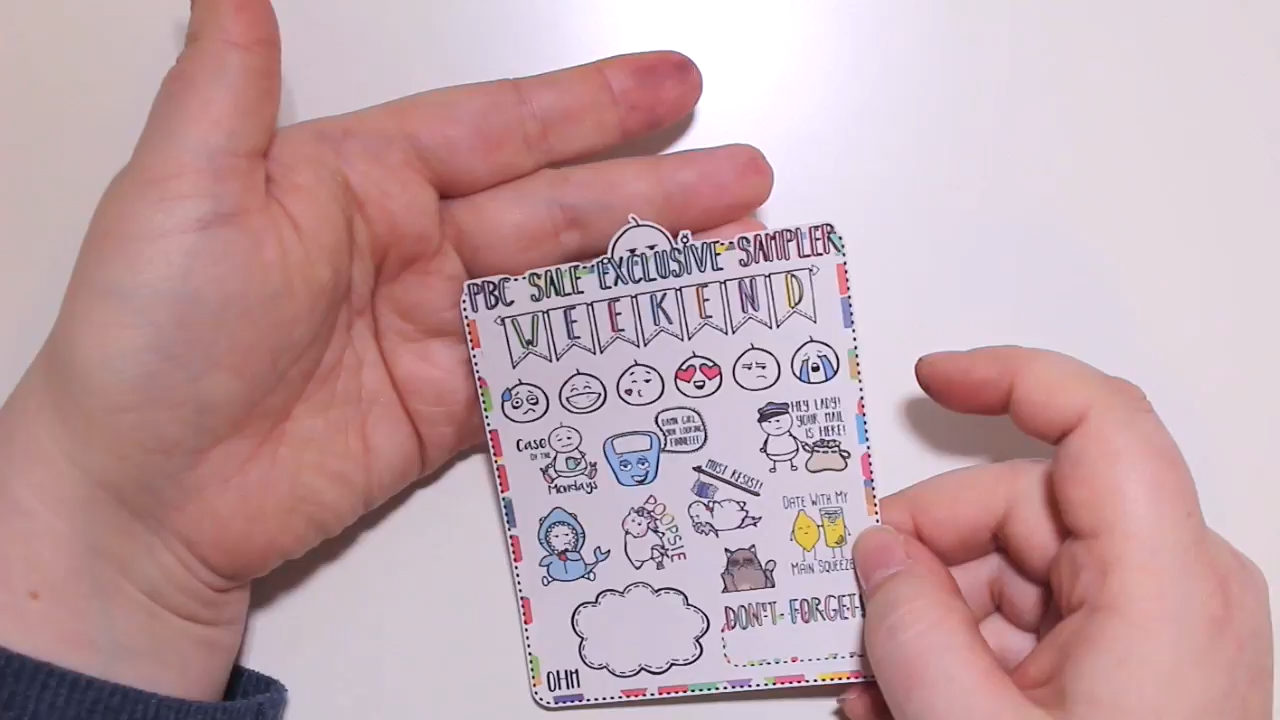 PBC SALE EXCLUSIVE SAMPLER
WEEKEND
DAMN GIRL,
YOU LOOKING
FINNEEEE!
HEY LADY!
YOUR MAIL
IS HERE!
Case
OF THE
Mondays
MUST RESIST!
POOPSIE
DATE WITH MY
MAIN SQUEEZE
DON'T FORGET!
OHM